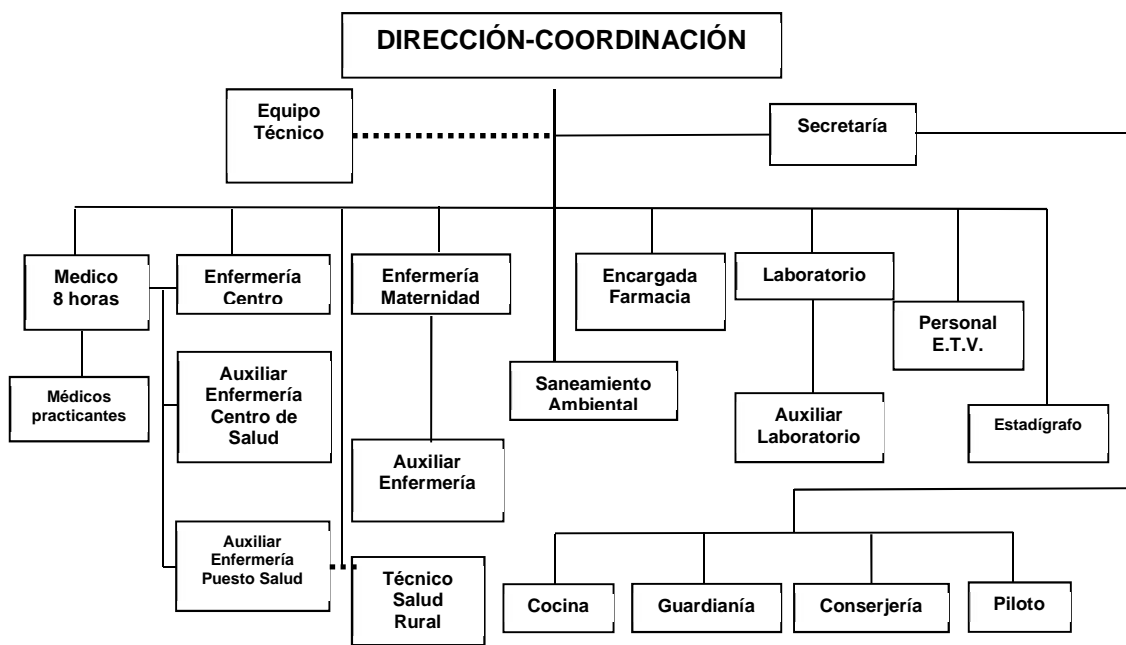 DIRECCIÓN-COORDINACIÓN
Equipo
Técnico
Secretaría
Medico
8 horas
Enfermería
Centro
Enfermería
Maternidad
Encargada
Farmacia
Laboratorio
Personal
E.T.V.
Médicos
practicantes
Auxiliar
Enfermería
Centro de
Salud
Saneamiento
Ambiental
Auxiliar
Laboratorio
Estadígrafo
Auxiliar
Enfermería
Auxiliar
Enfermería
Puesto Salud
Técnico
Salud
Rural
Cocina
Guardianía
Conserjería
Piloto